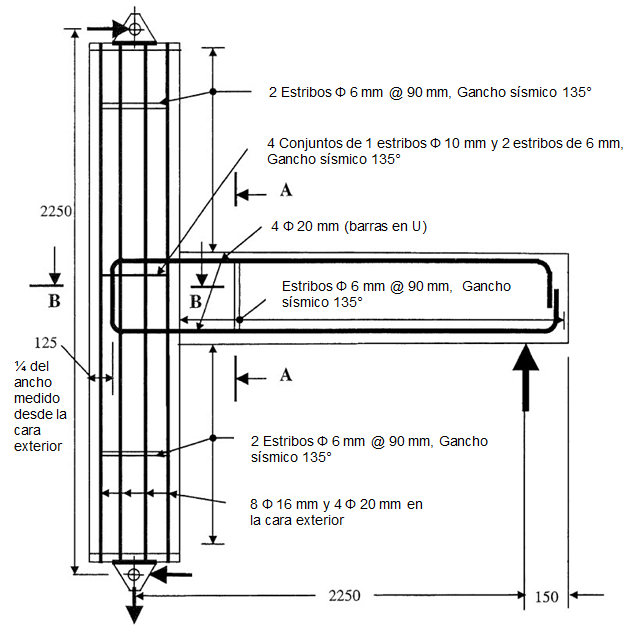 2 Estribos Φ 6 mm @ 90 mm, Gancho sísmico 135°
4 Conjuntos de 1 estribos Φ 10 mm y 2 estribos de 6 mm,
Gancho sísmico 135°
A
2250
4 Φ 20 mm (barras en U)
B
B
Estribos Φ 6 mm @ 90 mm, Gancho
sísmico 135°
125
¼ del
ancho
medido
desde la
cara
exterior
A
2 Estribos Φ 6 mm @ 90 mm, Gancho
sísmico 135°
8 Φ 16 mm y 4 Φ 20 mm en
la cara exterior
2250
150